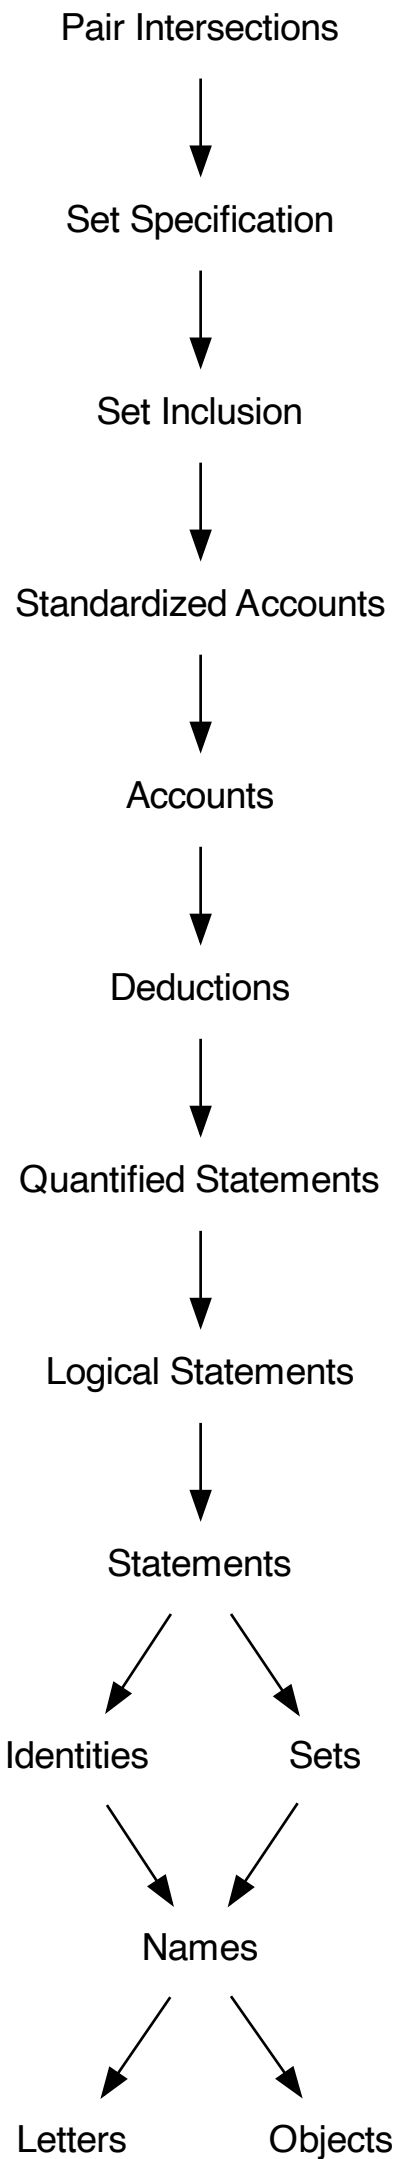 Pair Intersections
Set Specification
Set Inclusion
Standardized Accounts
Accounts
Deductions
Quantified Statements
Logical Statements
Statements
Identities
Sets
Names
Letters
Objects